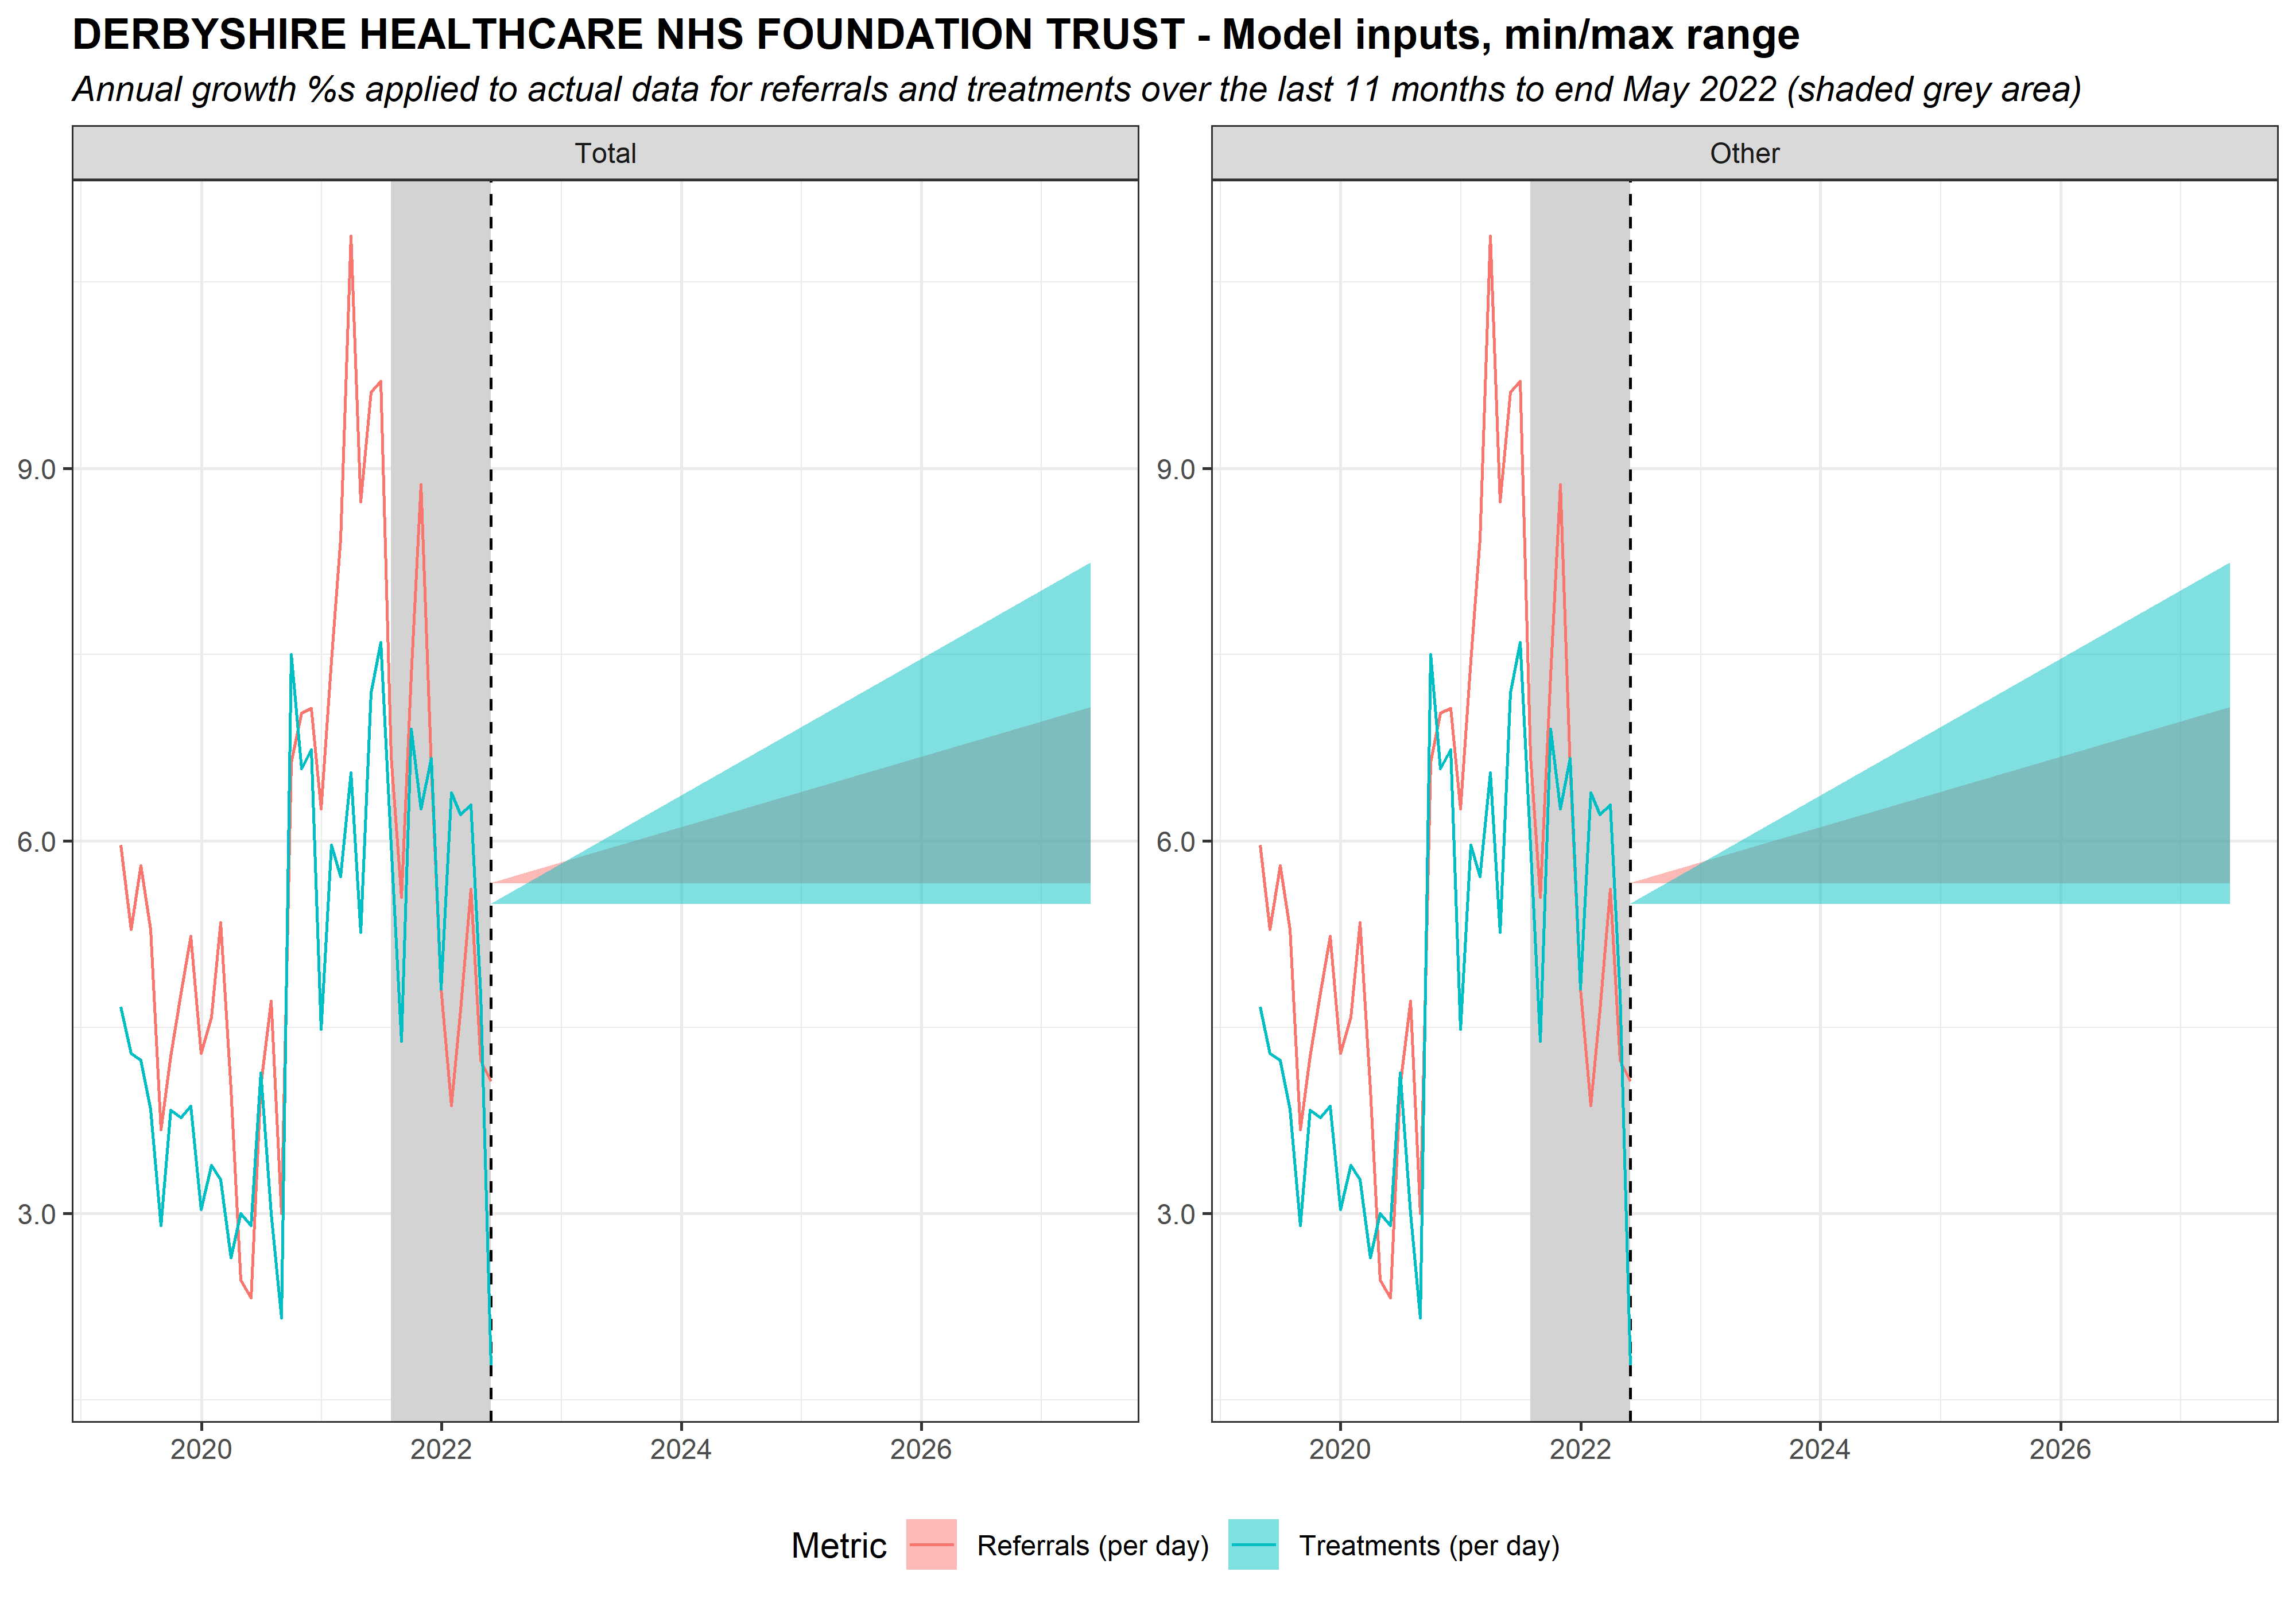 DERBYSHIRE HEALTHCARE NHS FOUNDATION TRUST - Model inputs, min/max range
Annual growth %s applied to actual data for referrals and treatments over the last 11 months to end May 2022 (shaded grey area)
Total
Other
9.0
6.0
3.0
9.0
6.0
3.0
2020
2022
2024
2026
2020
2022
2024
2026
Metric
Referrals (per day)
Treatments (per day)